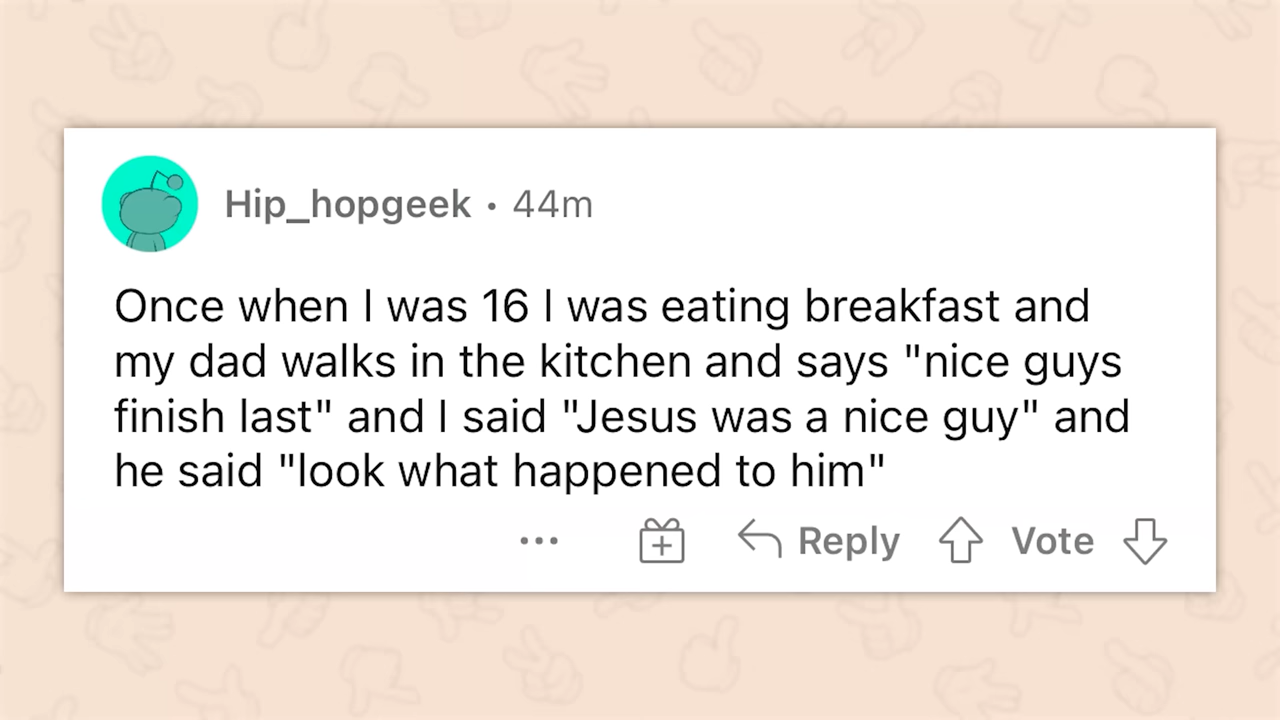 Hip_hopgeek · 44m
Once when I was 16 I was eating breakfast and
my dad walks in the kitchen and says "nice guys
finish last" and I said "Jesus was a nice guy" and
he said "look what happened to him"
Reply Vote